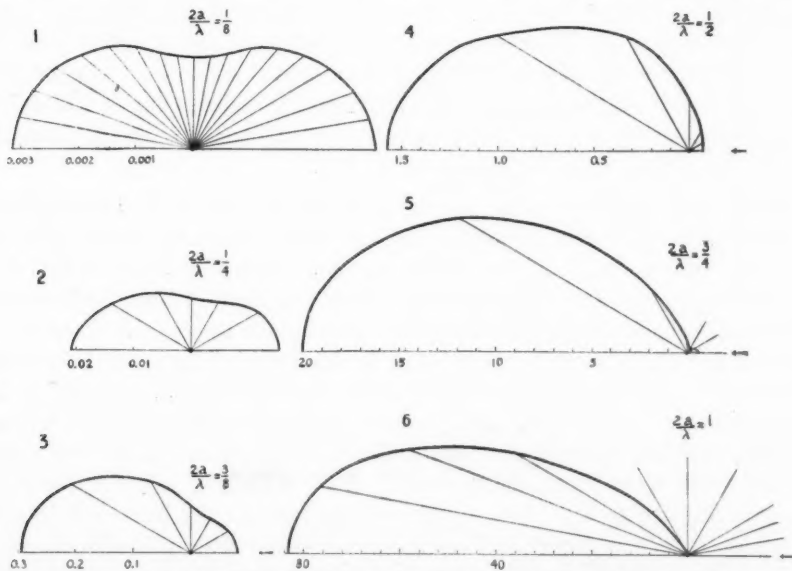 1
2a/λ = 1/8
0.003 0.002 0.001
4
2a/λ = 1/2
1.5 1.0 0.5
2
2a/λ = 1/4
0.02 0.01
5
2a/λ = 3/4
20 15 10 5
3
2a/λ = 3/8
0.3 0.2 0.1
6
2a/λ = 1
80 40